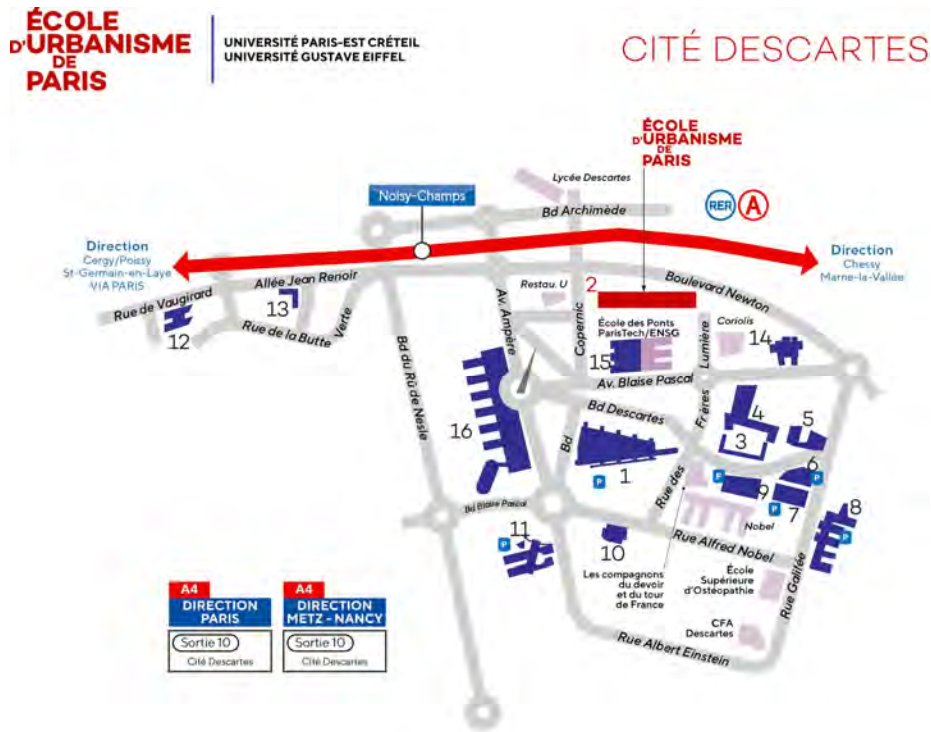 ÉCOLE
D'URBANISME
DE
PARIS
UNIVERSITÉ PARIS-EST CRÉTEIL
UNIVERSITÉ GUSTAVE EIFFEL
CITÉ DESCARTES
ÉCOLE
D'URBANISME
DE
PARIS
Lycée Descartes
Noisy-Champs
Bd Archimède
RER A
Direction
Cergy/Poissy
St-Germain-en-Laye
VIA PARIS
Direction
Chessy
Marne-la-Vallée
Allée Jean Renoir
Rue de Vaugirard
13
12
Rue de la Butte Verte
Restau. U
2
Boulevard Newton
Av. Ampère
Copernic
École des Ponts
ParisTech/ENSG
15
Lumière
Coriolis
14
Av. Blaise Pascal
Bd du Rû de Nesle
Bd Descartes
Frères
4
5
3
16
Bd
1
P
Rue des
P
9
6
P
7
P
8
P
Bd Blaise Pascal
11
P
10
Nobel
Rue Alfred Nobel
Les compagnons
du devoir
et du tour
de France
École
Supérieure
d'Ostéopathie
Rue Galilée
CFA
Descartes
Rue Albert Einstein
A4
DIRECTION
PARIS
Sortie 10
Cité Descartes
A4
DIRECTION
METZ - NANCY
Sortie 10
Cité Descartes